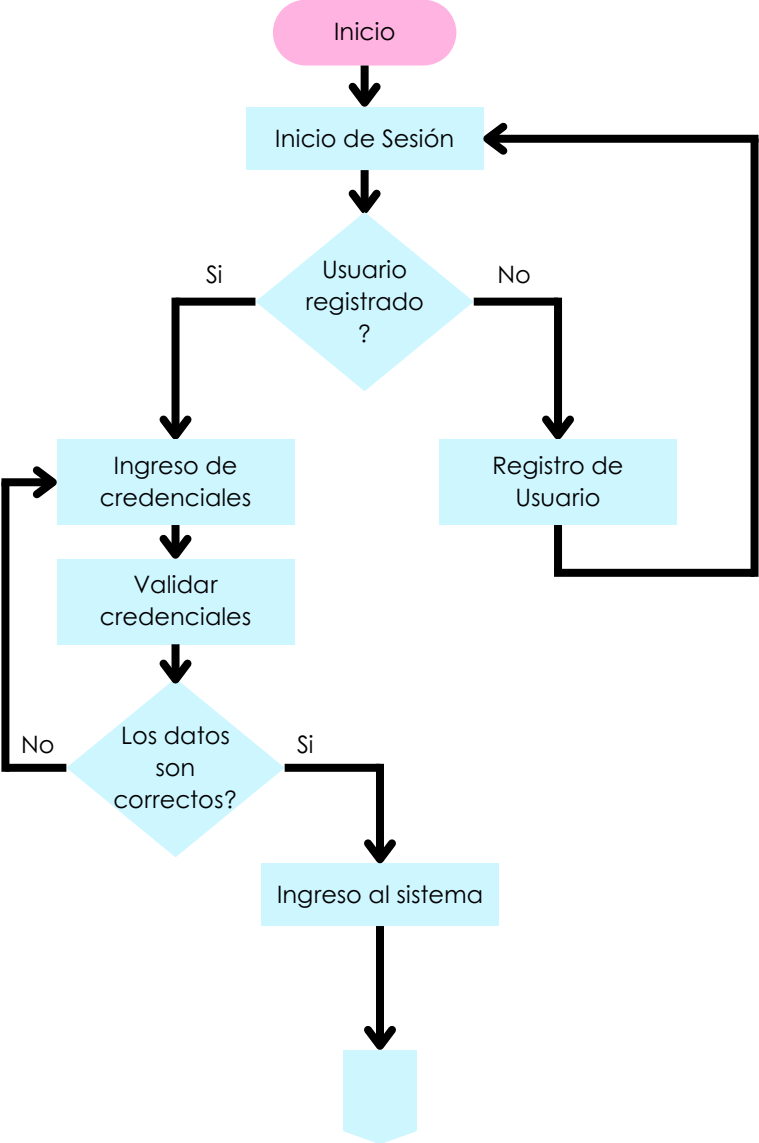 Inicio
Inicio de Sesión
Usuario
registrado
?
Si
No
Ingreso de
credenciales
Registro de
Usuario
Validar
credenciales
Los datos
son
correctos?
No
Si
Ingreso al sistema